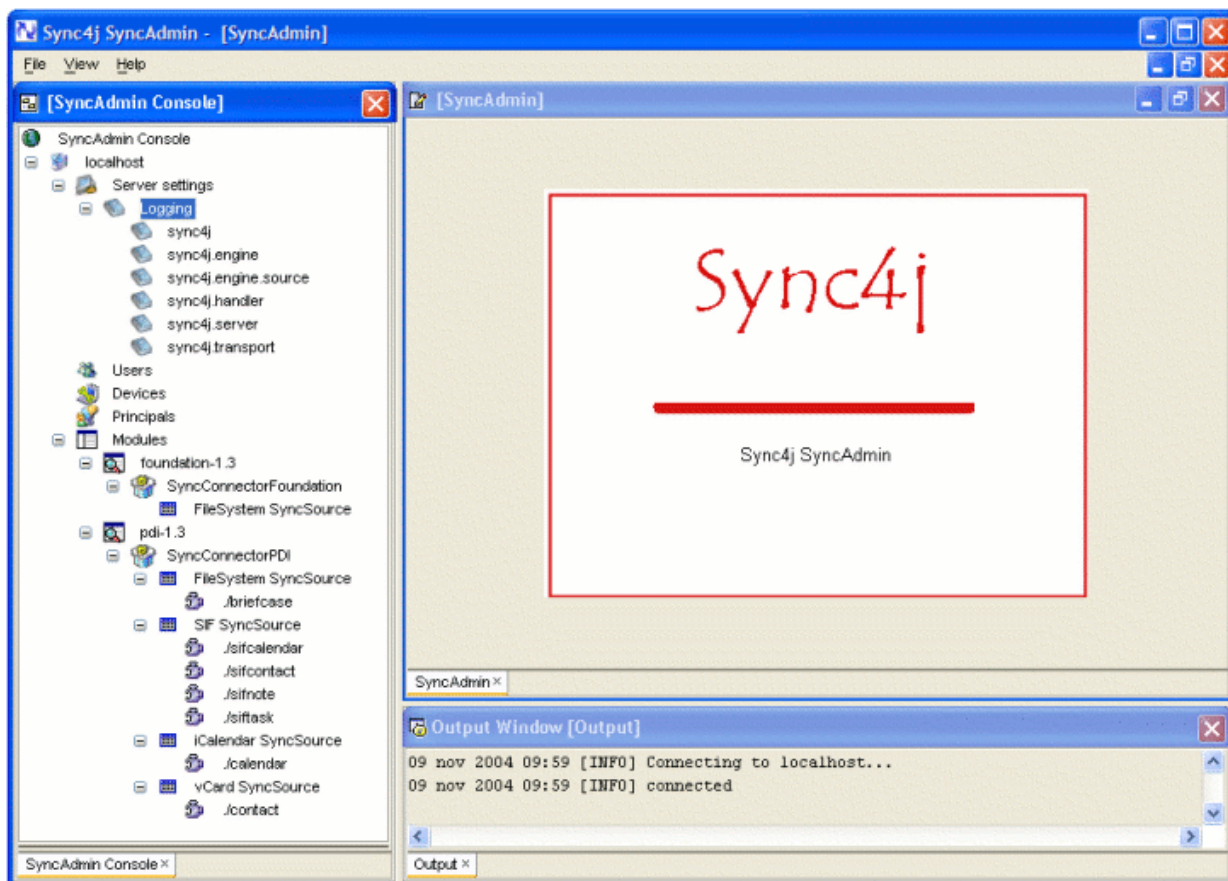 Sync4j SyncAdmin - [SyncAdmin]
File View Help
[SyncAdmin Console]
SyncAdmin Console
localhost
Server settings
Logging
sync4j
sync4j.engine
sync4j.engine.source
sync4j.handler
sync4j.server
sync4j.transport
Users
Devices
Principals
Modules
foundation-1.3
SyncConnectorFoundation
FileSystem SyncSource
pdi-1.3
SyncConnectorPDI
FileSystem SyncSource
./briefcase
SIF SyncSource
./sifcalendar
./sifcontact
./sifnote
./siftask
iCalendar SyncSource
./calendar
vCard SyncSource
./contact
SyncAdmin Console
[SyncAdmin]
Sync4j
Sync4j SyncAdmin
SyncAdmin
Output Window [Output]
09 nov 2004 09:59 [INFO] Connecting to localhost...
09 nov 2004 09:59 [INFO] connected
Output